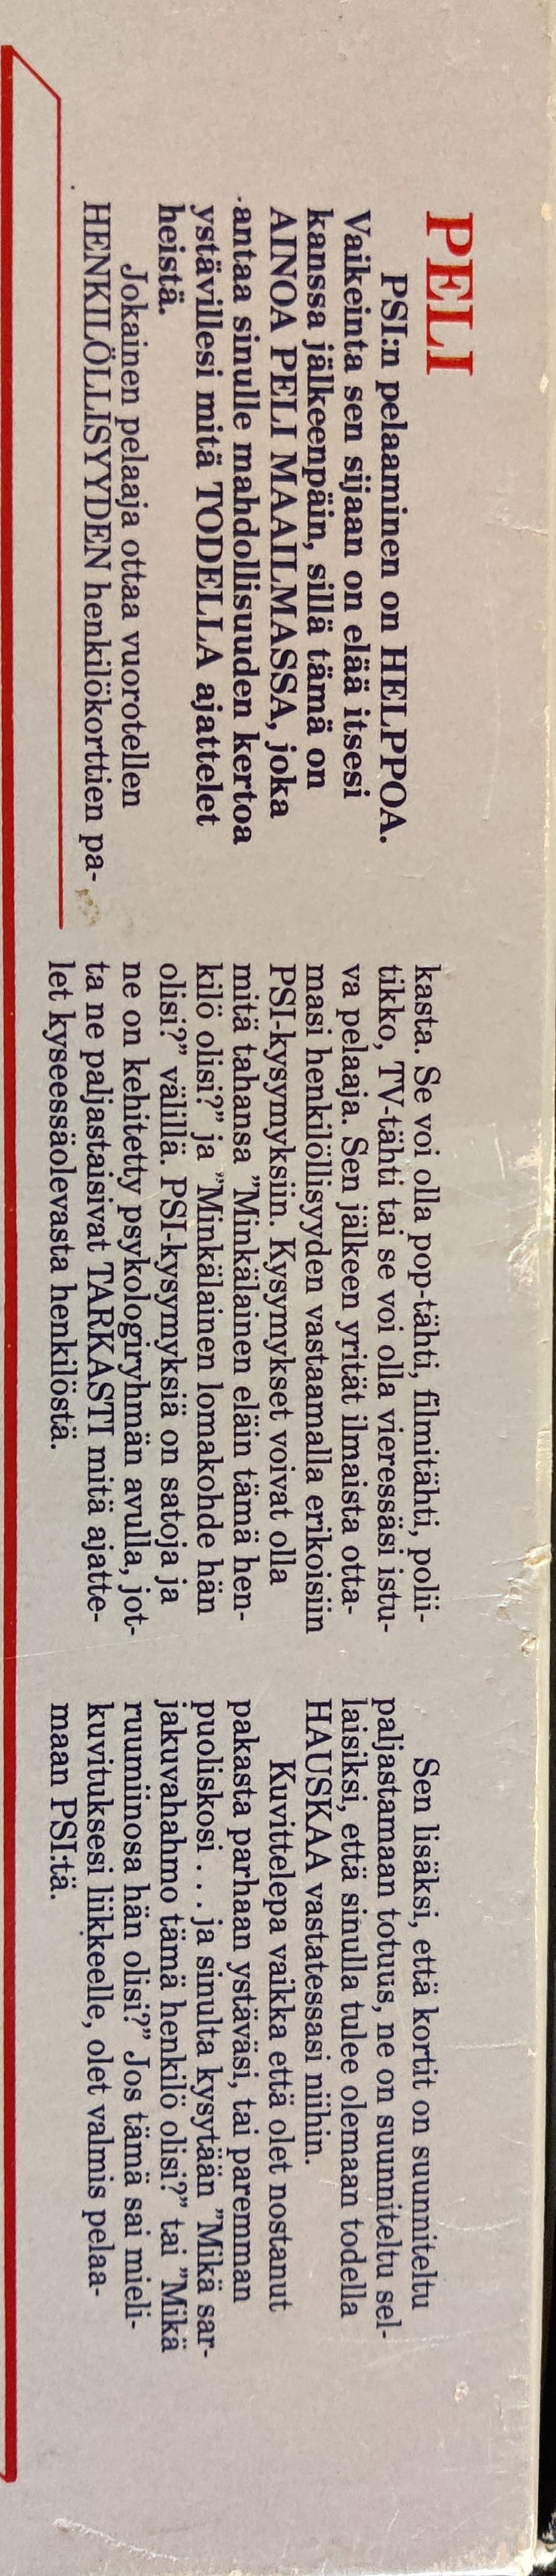 PELI
PSI:n pelaaminen on HELPPOA.
Vaikeinta sen sijaan on elää itsesi
kanssa jälkeenpäin, sillä tämä on
AINOA PELI MAAILMASSA, joka
antaa sinulle mahdollisuuden kertoa
ystävillesi mitä TODELLA ajattelet
heistä.
Jokainen pelaaja ottaa vuorotellen
HENKILÖLLISYYDEN henkilökorttien pa-
kasta. Se voi olla pop-tähti, filmitähti, polii-
tikko, TV-tähti tai se voi olla vieressäsi istu-
va pelaaja. Sen jälkeen yrität ilmaista otta-
masi henkilöllisyyden vastaamalla erikoisiin
PSI-kysymyksiin. Kysymykset voivat olla
mitä tahansa ”Minkälainen eläin tämä hen-
kilö olisi?” ja ”Minkälainen lomakohde hän
olisi?” välillä. PSI-kysymyksiä on satoja ja
ne on kehitetty psykologiryhmän avulla, jot-
ta ne paljastaisivat TARKASTI mitä ajatte-
let kyseessäolevasta henkilöstä.
Sen lisäksi, että kortit on suunniteltu
paljastamaan totuus, ne on suunniteltu sel-
laisiksi, että sinulla tulee olemaan todella
HAUSKAA vastatessasi niihin.
Kuvittelepa vaikka että olet nostanut
pakasta parhaan ystäväsi, tai paremman
puoliskosi . . . ja sinulta kysytään ”Mikä sar-
jakuvahahmo tämä henkilö olisi?” tai ”Mikä
ruumiinosa hän olisi?” Jos tämä sai mieli-
kuvituksesi liikkeelle, olet valmis pelaa-
maan PSI:tä.